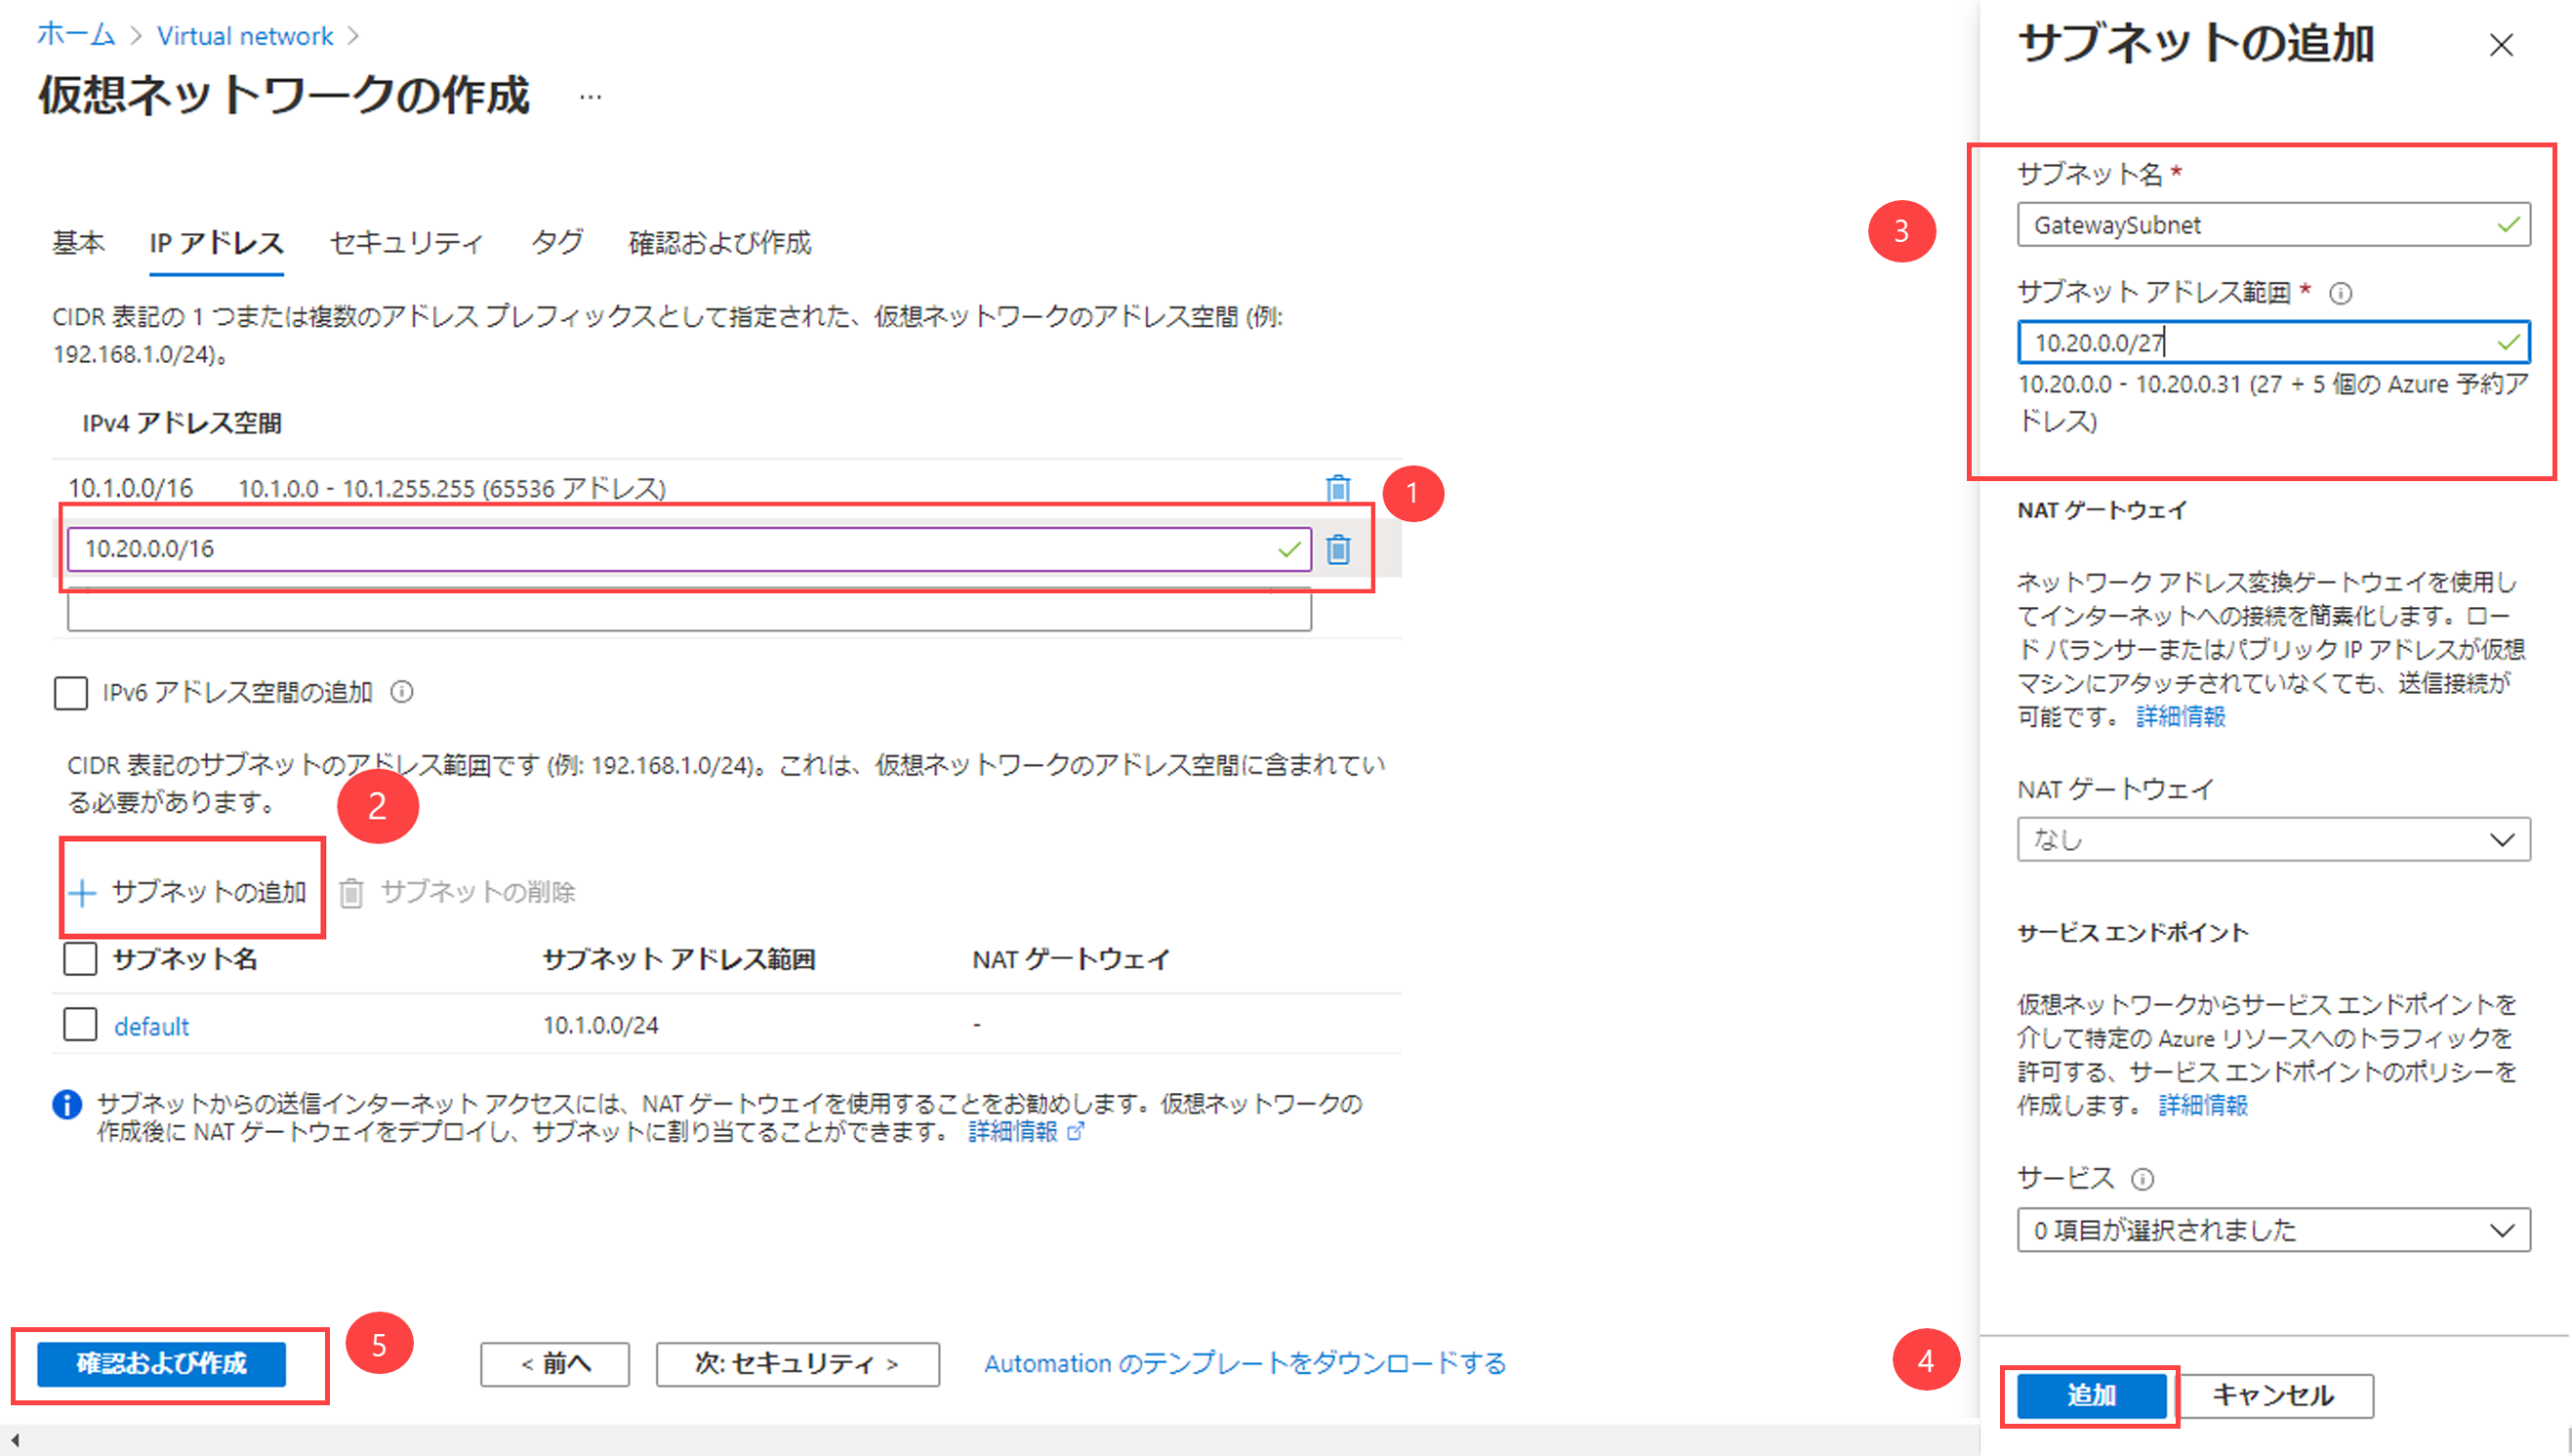 ホーム > Virtual network >
仮想ネットワークの作成 ...
基本 IP アドレス セキュリティ タグ 確認および作成
CIDR 表記の 1 つまたは複数のアドレス プレフィックスとして指定された、仮想ネットワークのアドレス空間 (例:
192.168.1.0/24)。
IPv4 アドレス空間
10.1.0.0/16 10.1.0.0 - 10.1.255.255 (65536 アドレス)
1
10.20.0.0/16
IPv6 アドレス空間の追加
CIDR 表記のサブネットのアドレス範囲です (例: 192.168.1.0/24)。これは、仮想ネットワークのアドレス空間に含まれてい
る必要があります。
2
+ サブネットの追加 サブネットの削除
サブネット名 サブネット アドレス範囲 NAT ゲートウェイ
default 10.1.0.0/24 -
サブネットからの送信インターネット アクセスには、NAT ゲートウェイを使用することをお勧めします。仮想ネットワークの
作成後に NAT ゲートウェイをデプロイし、サブネットに割り当てることができます。 詳細情報
確認および作成 5 < 前へ 次: セキュリティ > Automation のテンプレートをダウンロードする
サブネットの追加
3
サブネット名 *
GatewaySubnet
サブネット アドレス範囲 *
10.20.0.0/27
10.20.0.0 - 10.20.0.31 (27 + 5 個の Azure 予約ア
ドレス)
NAT ゲートウェイ
ネットワーク アドレス変換ゲートウェイを使用し
てインターネットへの接続を簡素化します。ロー
ド バランサーまたはパブリック IP アドレスが仮想
マシンにアタッチされていなくても、送信接続が
可能です。 詳細情報
NAT ゲートウェイ
なし
サービス エンドポイント
仮想ネットワークからサービス エンドポイントを
介して特定の Azure リソースへのトラフィックを
許可する、サービス エンドポイントのポリシーを
作成します。 詳細情報
サービス
0 項目が選択されました
4
追加 キャンセル